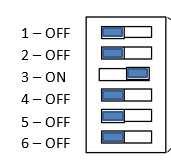 1 – OFF
2 – OFF
3 – ON
4 – OFF
5 – OFF
6 – OFF